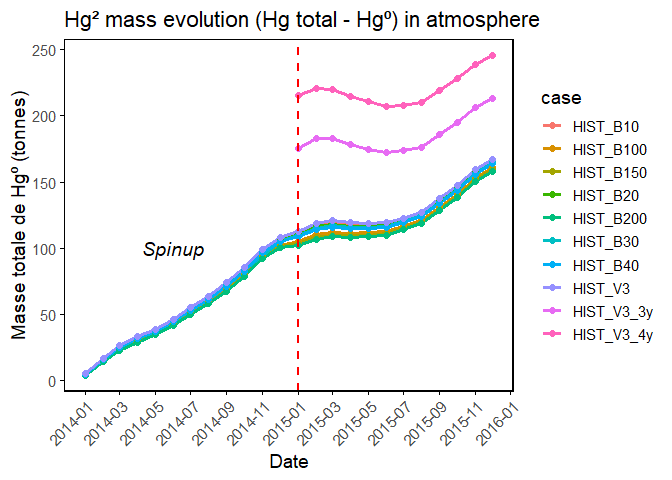 Hg² mass evolution (Hg total - Hgº) in atmosphere
Masse totale de Hgº (tonnes)
250
200
150
100
50
0
Spinup
2014-01
2014-03
2014-05
2014-07
2014-09
2014-11
2015-01
2015-03
2015-05
2015-07
2015-09
2015-11
2016-01
Date
case
HIST_B10
HIST_B100
HIST_B150
HIST_B20
HIST_B200
HIST_B30
HIST_B40
HIST_V3
HIST_V3_3y
HIST_V3_4y